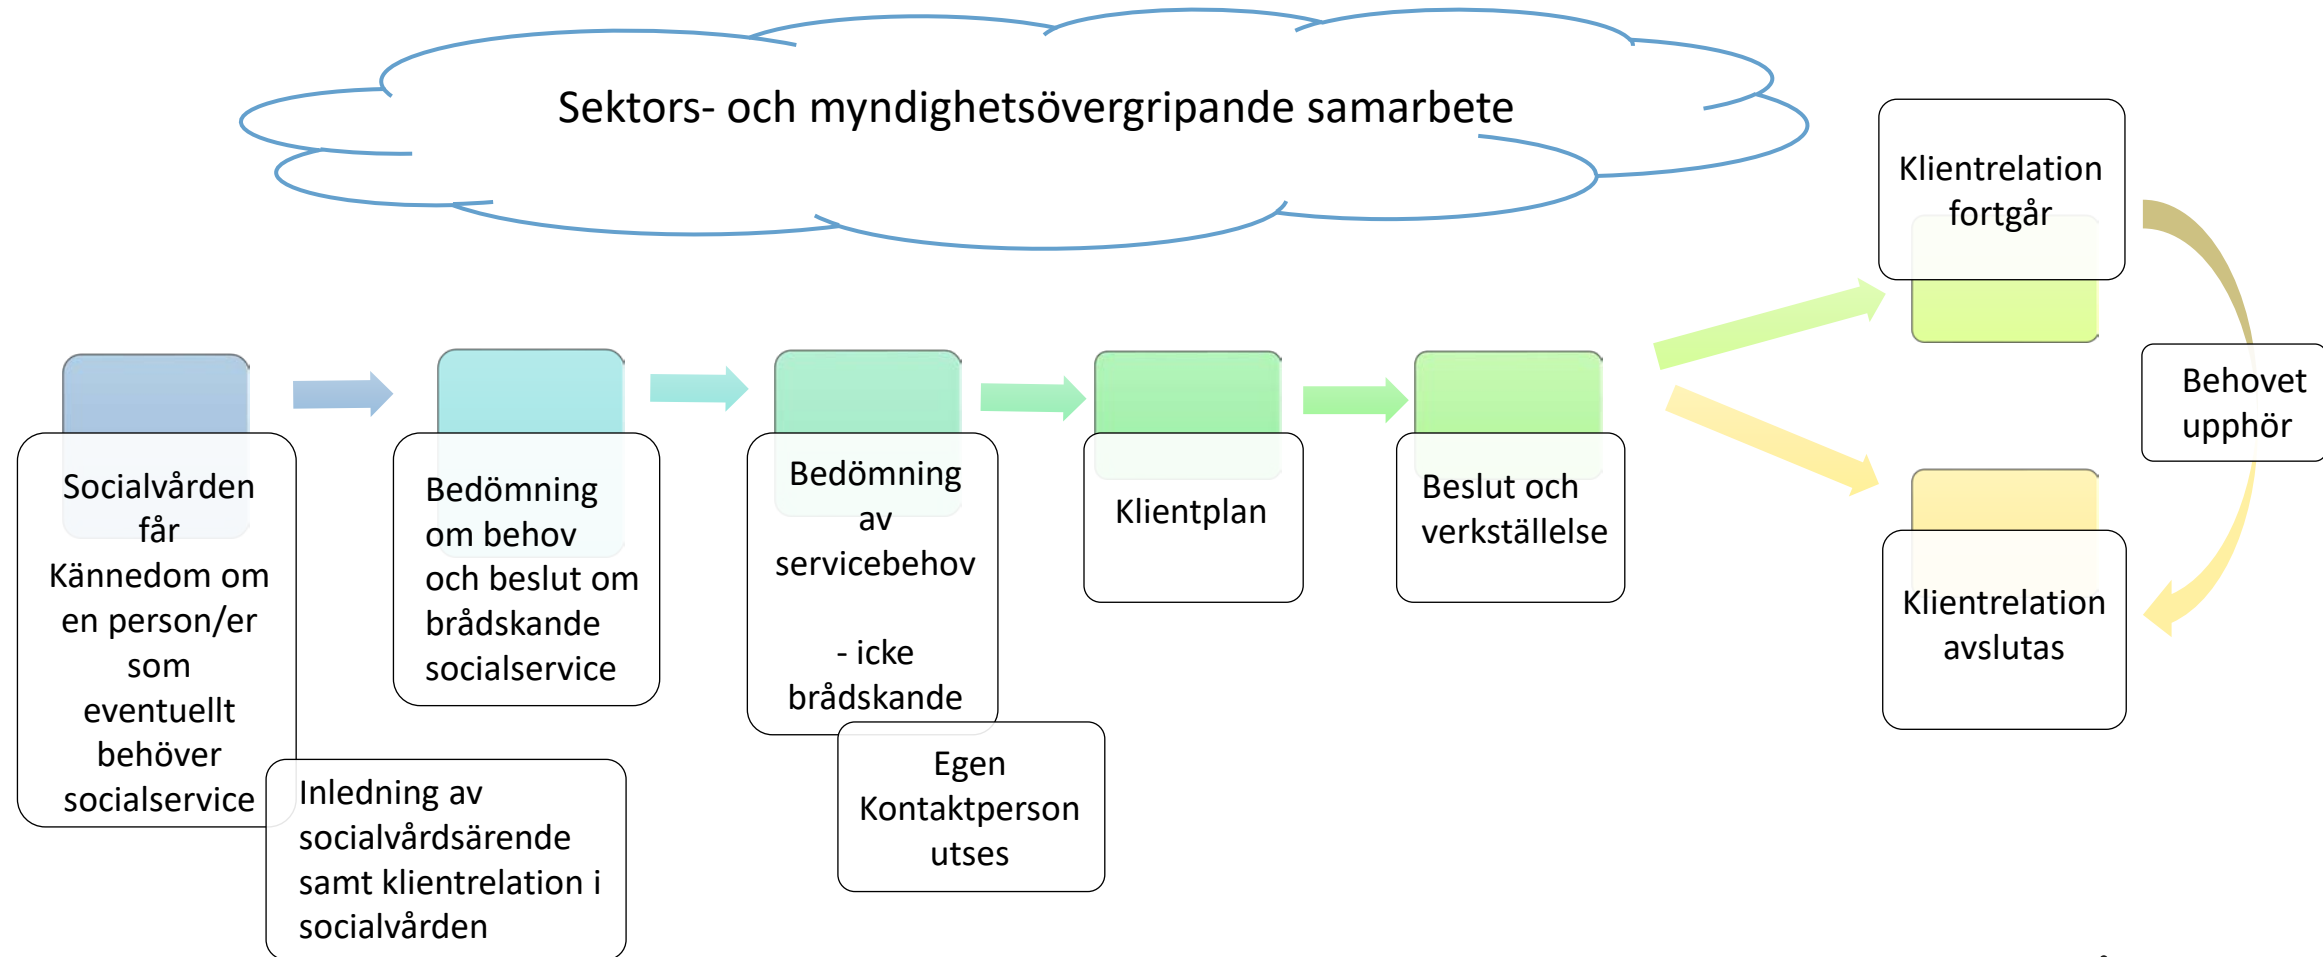 Sektors- och myndighetsövergripande samarbete
Klientrelation
fortgår
Behovet
upphör
Socialvården
får
Kännedom om
en person/er
som
eventuellt
behöver
socialservice
Inledning av
socialvårdsärende
samt klientrelation i
socialvården
Bedömning
om behov
och beslut om
brådskande
socialservice
Bedömning
av
servicebehov
- icke
brådskande
Egen
Kontaktperson
utses
Klientplan
Beslut och
verkställelse
Klientrelation
avslutas